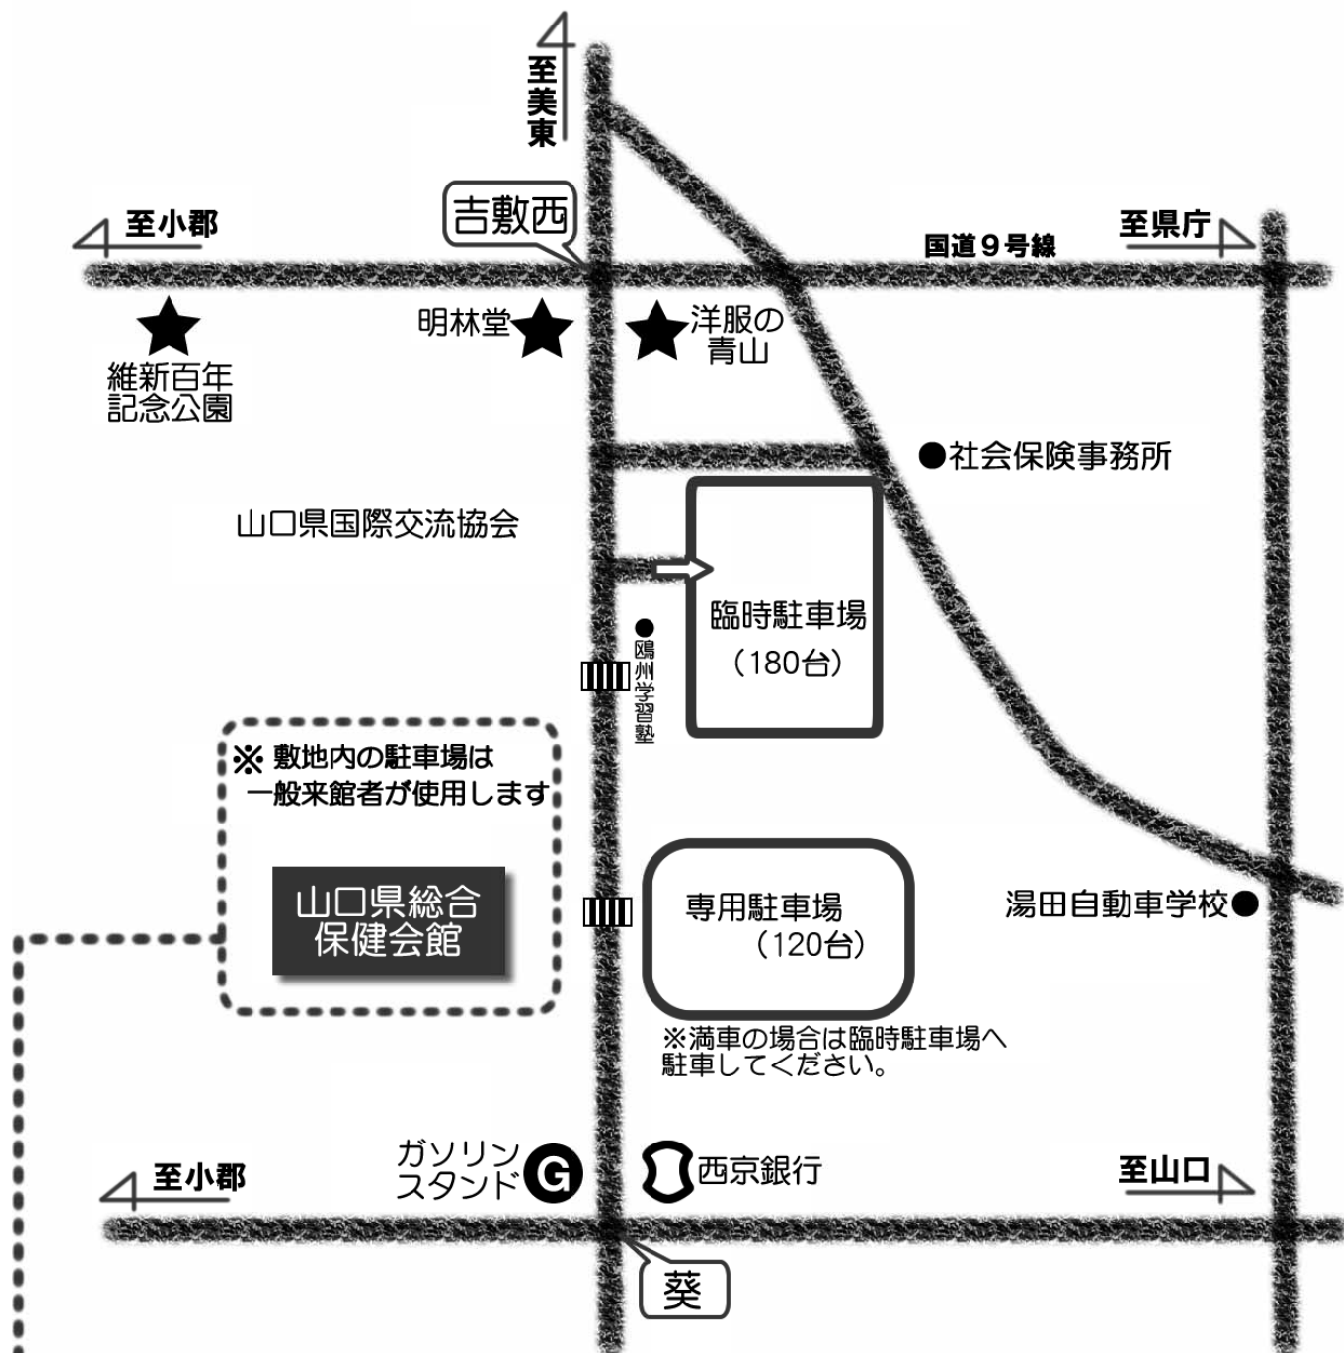 至美東
吉敷西
至小郡
国道9号線
至県庁
明林堂
洋服の
青山
維新百年
記念公園
●社会保険事務所
山口県国際交流協会
臨時駐車場
(180台)
●鴎州学習塾
※ 敷地内の駐車場は
一般来館者が使用します
山口県総合
保健会館
専用駐車場
(120台)
湯田自動車学校●
※満車の場合は臨時駐車場へ
駐車してください。
ガソリン
スタンド
G
西京銀行
至小郡
至山口
葵